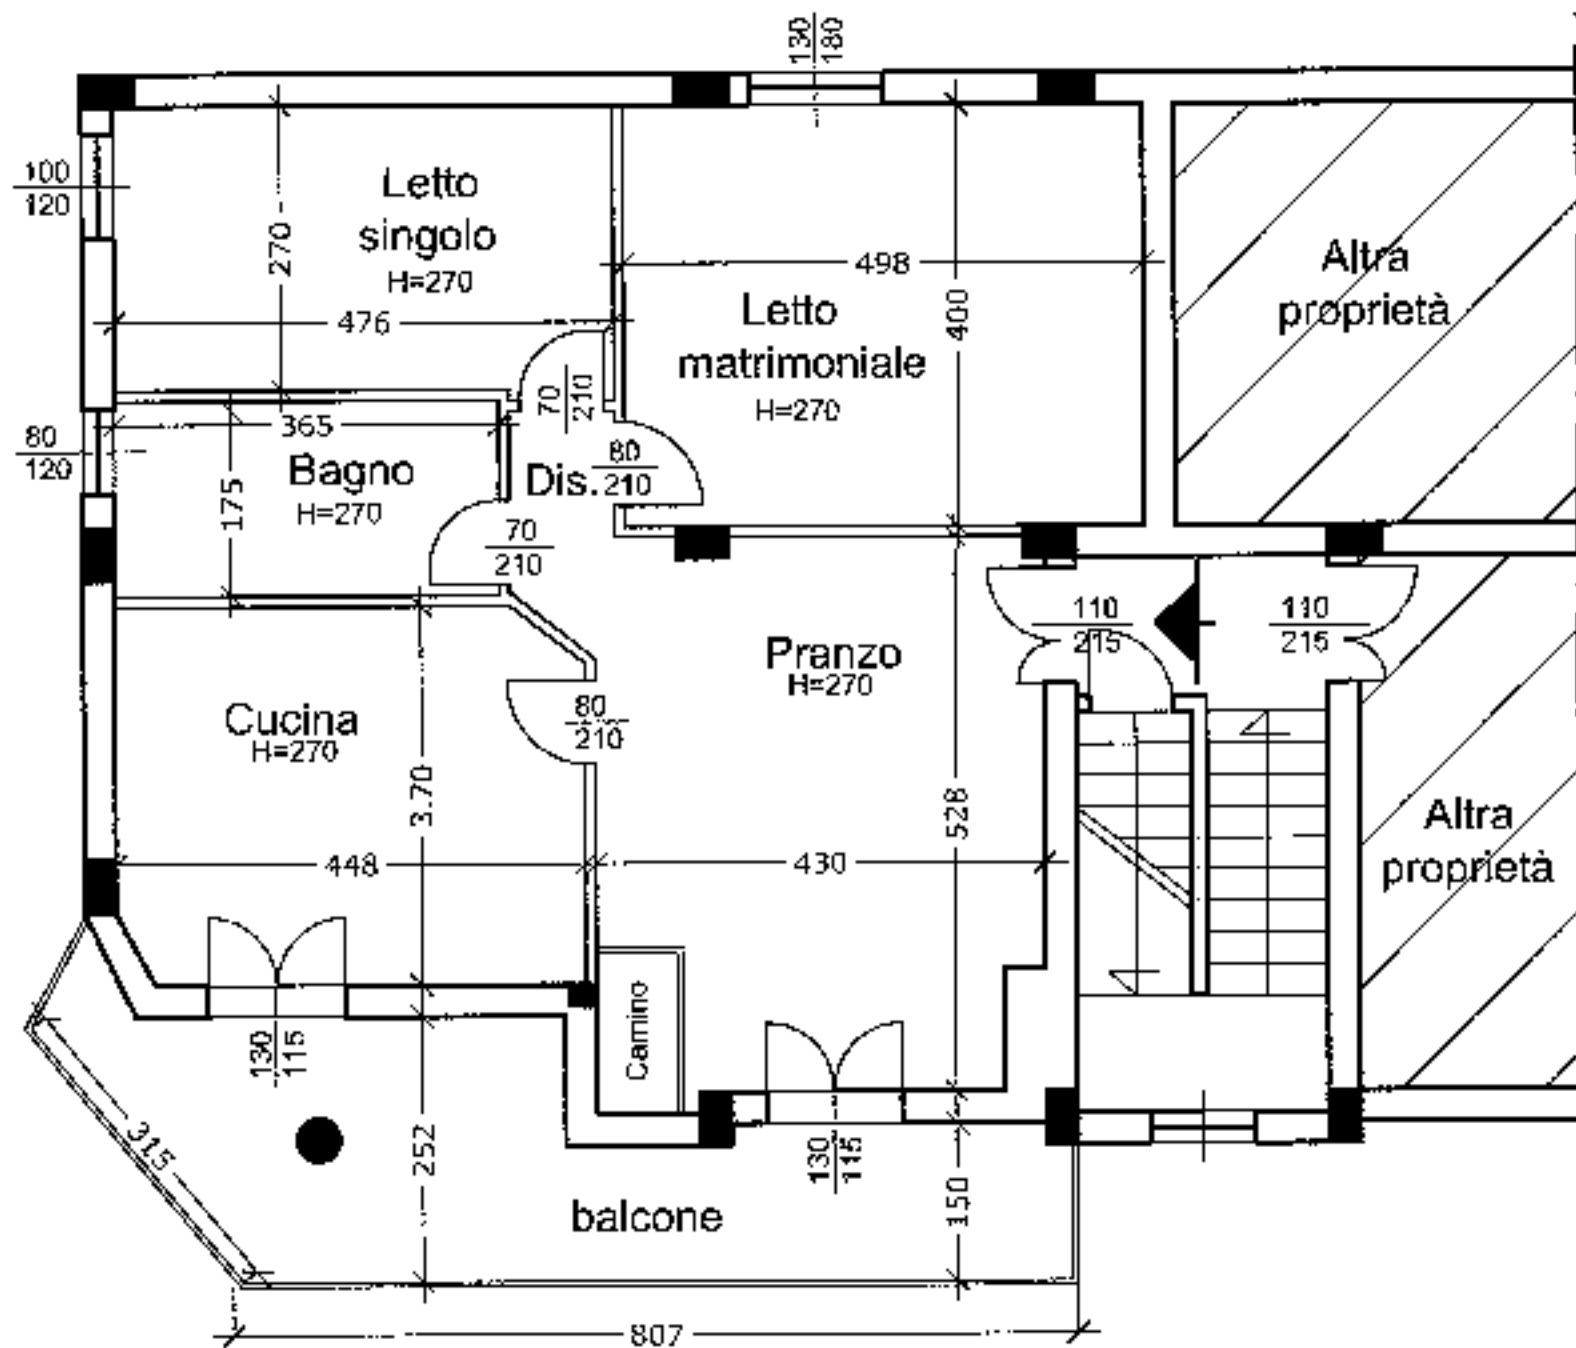 130
180
100
120
Letto
singolo
H=270
270
476
498
400
Letto
matrimoniale
H=270
Altra
proprietà
70
210
365
80
120
Bagno
H=270
175
Dis.
80
210
70
210
110
215
110
215
Pranzo
H=270
Cucina
H=270
80
210
3.70
528
448
430
Altra
proprietà
Camino
130
115
315
252
130
115
150
balcone
807